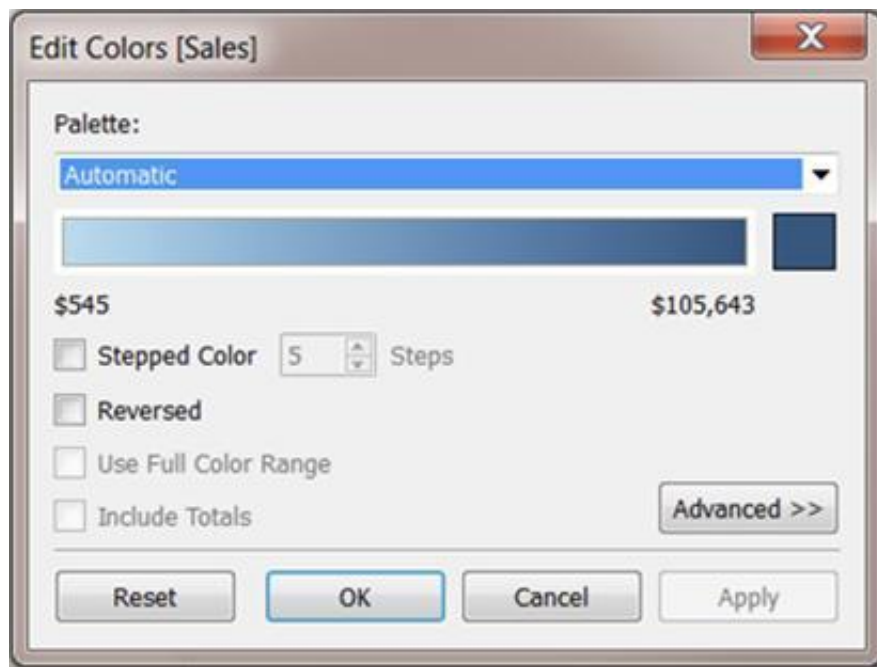 Edit Colors [Sales]
Palette:
Automatic
$545 $105,643
Stepped Color 5 Steps
Reversed
Use Full Color Range
Include Totals
Advanced >>
Reset OK Cancel Apply